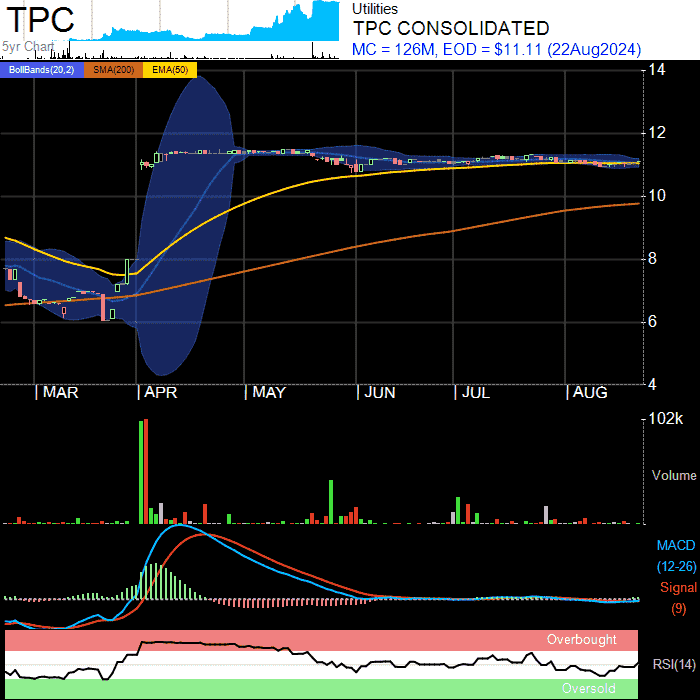 TPC
5yr Chart
Utilities
TPC CONSOLIDATED
MC = 126M, EOD = $11.11 (22Aug2024)
BollBands(20,2) SMA(200) EMA(50)
14
12
10
8
6
4
MAR APR MAY JUN JUL AUG
102k
Volume
MACD
(12-26)
Signal
(9)
Overbought
RSI(14)
Oversold